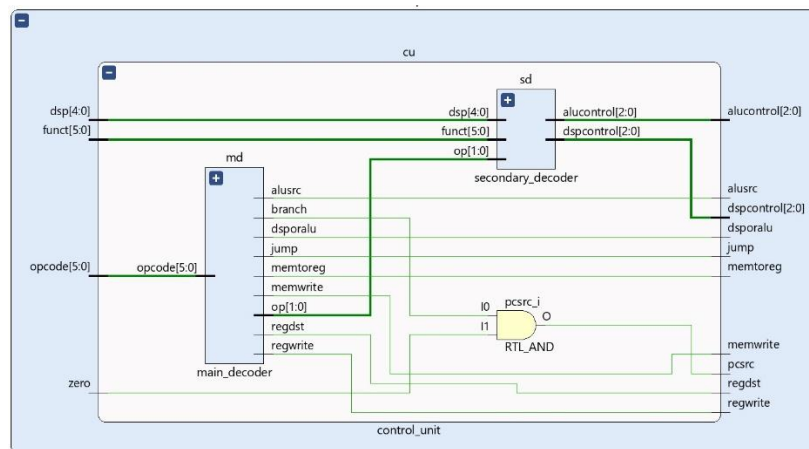 cu
dsp[4:0]
funct[5:0]
opcode[5:0]
zero
md
opcode[5:0]
alusrc
branch
dsporalu
jump
memtoreg
memwrite
op[1:0]
regdst
regwrite
main_decoder
sd
dsp[4:0]
funct[5:0]
op[1:0]
alucontrol[2:0]
dspcontrol[2:0]
secondary_decoder
pcsrc_i
I0
I1
O
RTL_AND
alucontrol[2:0]
alusrc
dspcontrol[2:0]
dsporalu
jump
memtoreg
memwrite
pcsrc
regdst
regwrite
control_unit